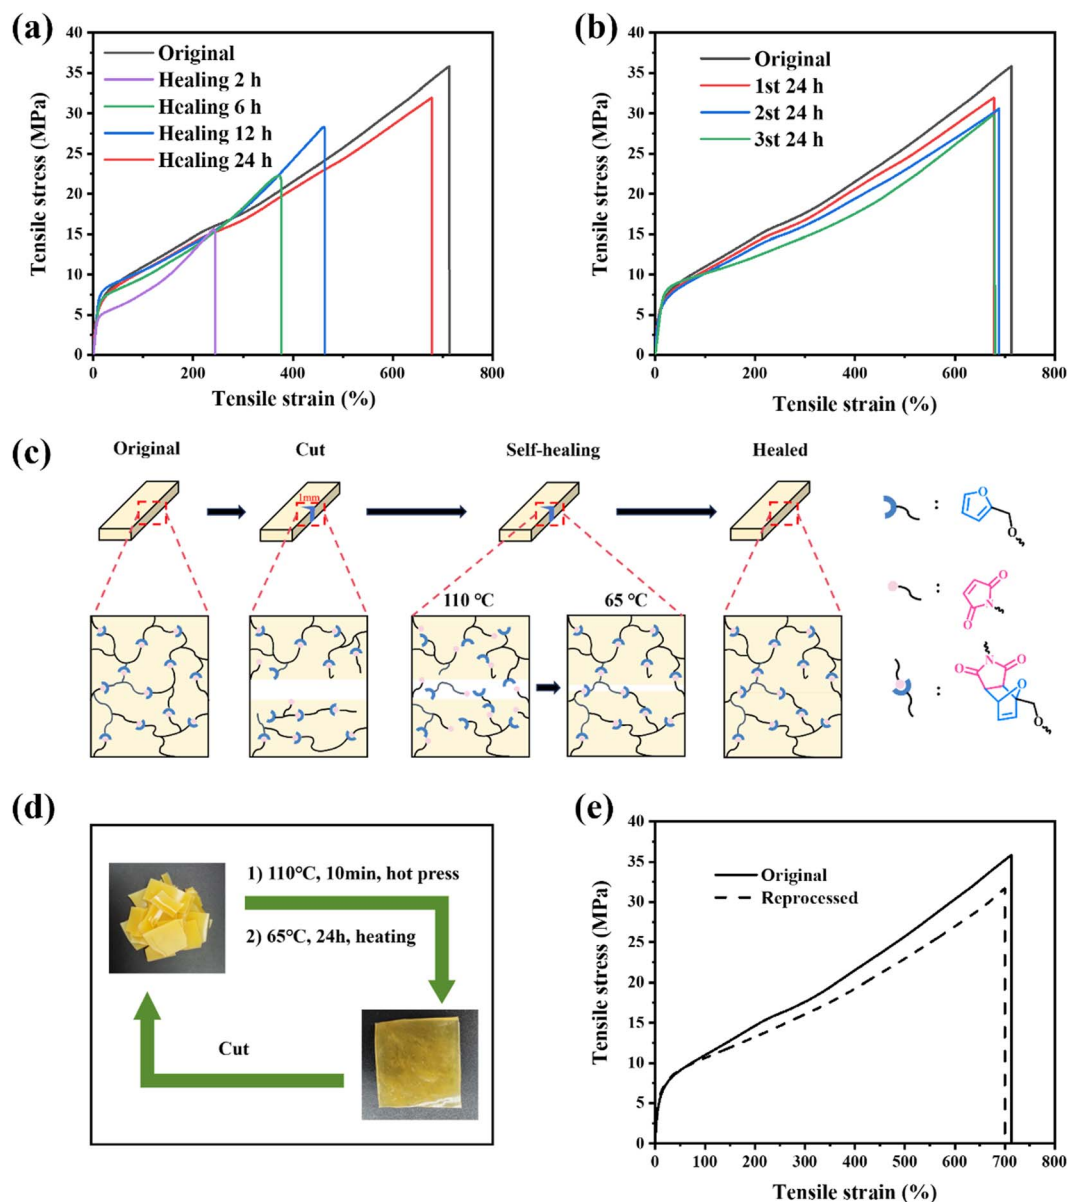 (a)
40
35
30
25
20
15
10
5
0
Tensile stress (MPa)
Original
Healing 2 h
Hcaling 6 h
Healing 12 h
Hcaling 24 h
0 200 400 600 800
Tensile strain (%)
(b)
40
35
30
25
20
15
10
5
0
Tensile stress (MPa)
Original
1st 24 h
2st 24 h
3st 24 h
0 200 400 600 800
Tensile strain (%)
(c)
Original
Cut
Self-healing
Healed
1mm
110 °C
65 °C
:
O
O
:
O
N
O
:
N
O
O
O
O
(d)
1) 110°C, 10min, hot press
2) 65°C, 24h, heating
Cut
(e)
40
35
30
25
20
15
10
5
0
Tensile stress (MPa)
Original
Reprocessed
0 100 200 300 400 500 600 700 800
Tensile strain (%)